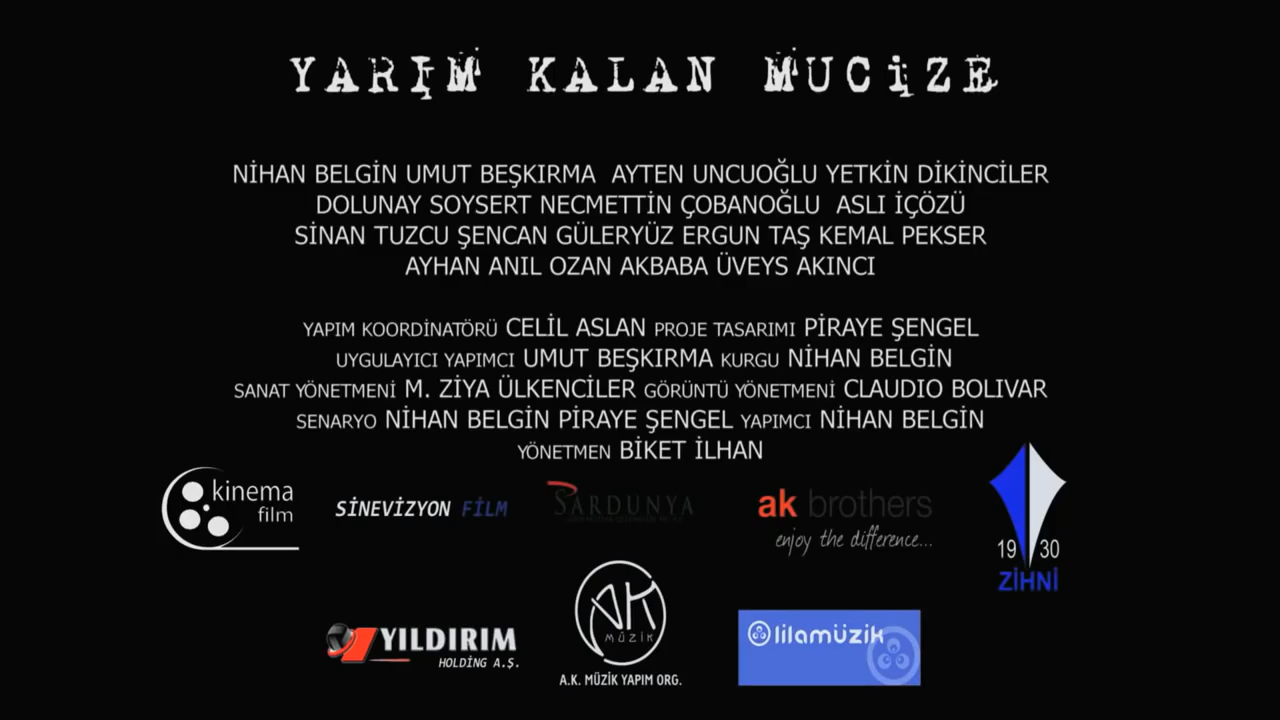 YARIM KALAN MUCİZE
NİHAN BELGİN UMUT BEŞKIRMA AYTEN UNCUOĞLU YETKİN DİKİNCİLER
DOLUNAY SOYSERT NECMETTİN ÇOBANOĞLU ASLI İÇÖZÜ
SİNAN TUZCU ŞENCAN GÜLERYÜZ ERGUN TAŞ KEMAL PEKSER
AYHAN ANIL OZAN AKBABA ÜVEYS AKINCI
YAPIM KOORDİNATÖRÜ CELİL ASLAN PROJE TASARIMI PİRAYE ŞENGEL
UYGULAYICI YAPIMCI UMUT BEŞKIRMA KURGU NİHAN BELGİN
SANAT YÖNETMENİ M. ZİYA ÜLKENCİLER GÖRÜNTÜ YÖNETMENİ CLAUDIO BOLIVAR
SENARYO NİHAN BELGİN PİRAYE ŞENGEL YAPIMCI NİHAN BELGİN
YÖNETMEN BİKET İLHAN
kinema
film
SİNEVİZYON FİLM
SARDUNYA
ak brothers
enjoy the difference...
19 30
ZİHNİ
YILDIRIM
HOLDİNG A.Ş.
AK
MÜZİK
A.K. MÜZİK YAPIM ORG.
lilamüzik